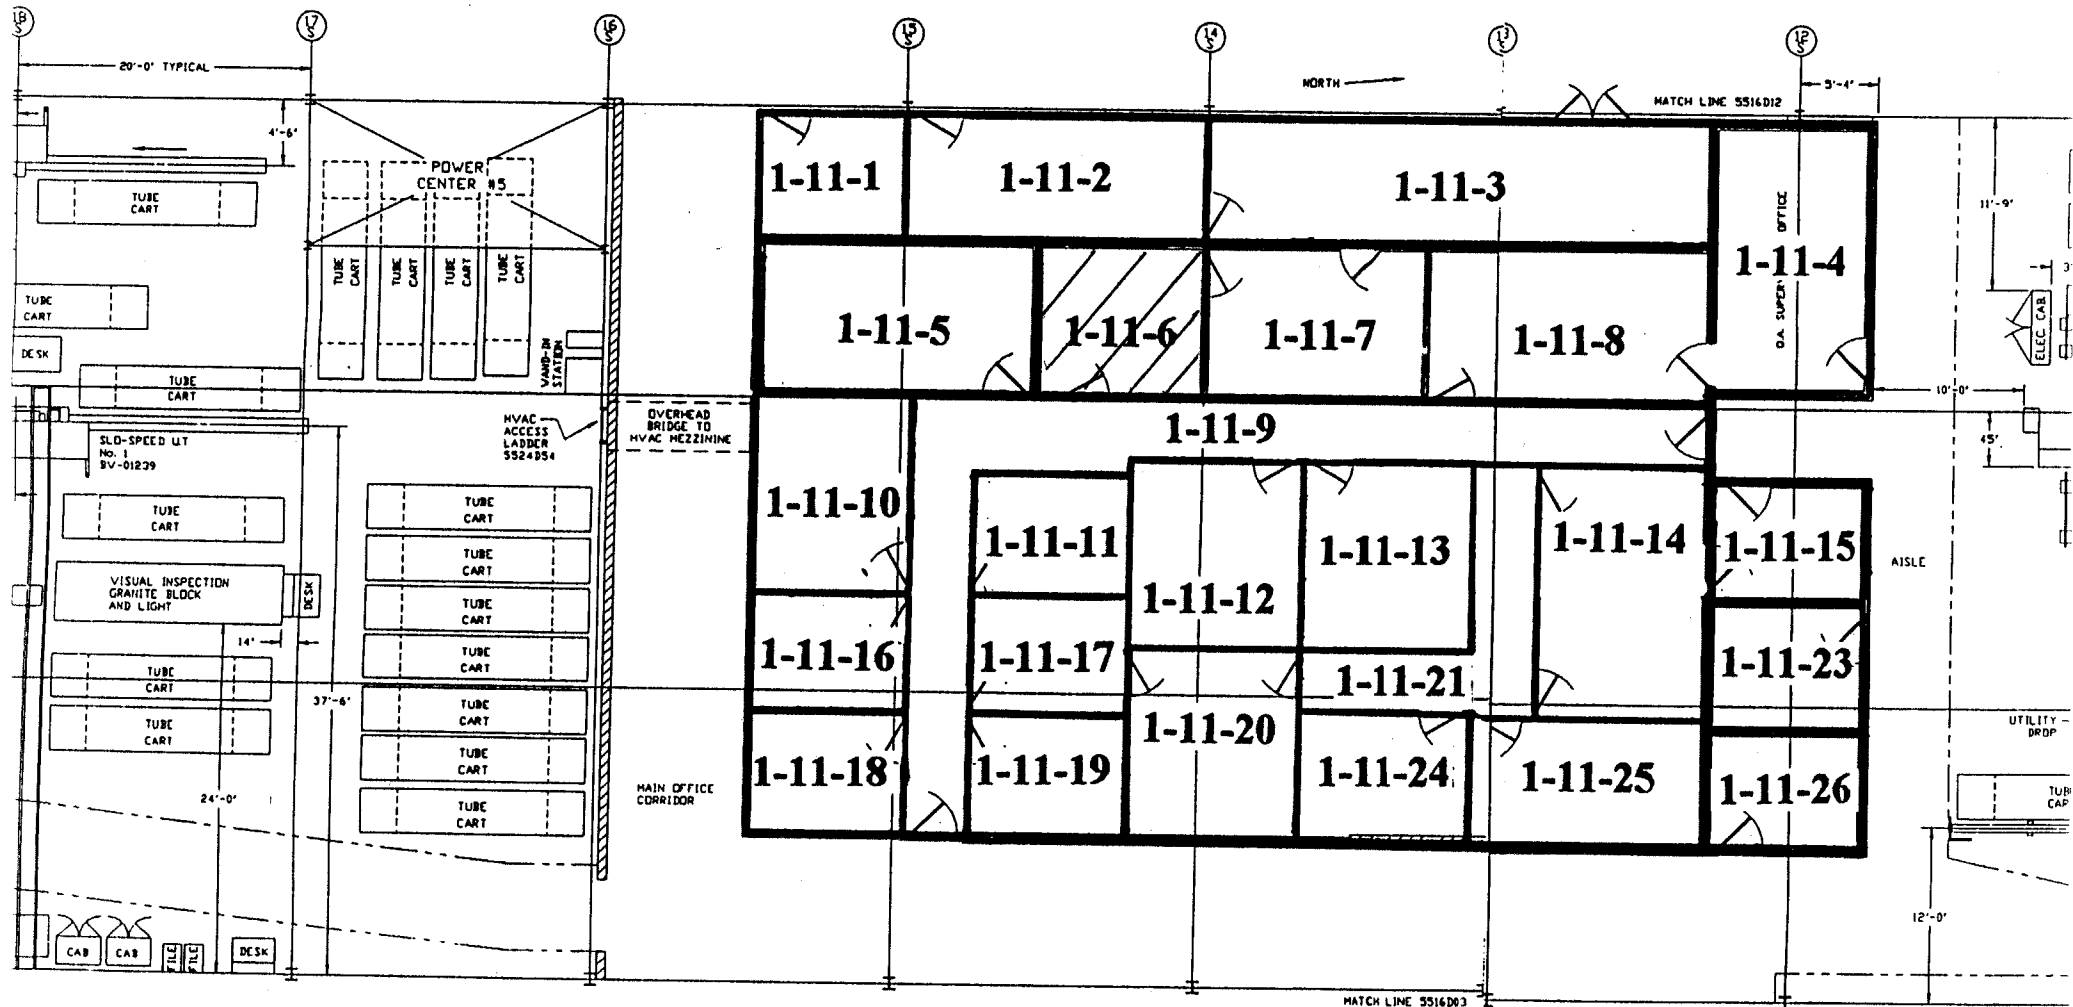 18
S
17
S
16
S
15
S
14
S
13
S
12
S
20'-0" TYPICAL
NORTH
MATCH LINE 5516D12
5'-4"
4'-6"
POWER
CENTER #5
TUBE
CART
TUBE
CART
TUBE
CART
TUBE
CART
TUBE
CART
TUBE
CART
DESK
TUBE
CART
VAND-IN
STATION
HVAC
ACCESS
LADDER
5524D54
OVERHEAD
BRIDGE TO
HVAC MEZZININE
SLO-SPEED UT
No. 1
BV-01239
TUBE
CART
VISUAL INSPECTION
GRANITE BLOCK
AND LIGHT
DESK
14"
TUBE
CART
TUBE
CART
37'-6"
24'-0"
TUBE
CART
TUBE
CART
TUBE
CART
TUBE
CART
TUBE
CART
TUBE
CART
TUBE
CART
CAB
CAB
FILE
FILE
DESK
MAIN OFFICE
CORRIDOR
1-11-1
1-11-2
1-11-3
1-11-4
Q.A. SUPERV OFFICE
1-11-5
1-11-6
1-11-7
1-11-8
1-11-9
1-11-10
1-11-11
1-11-12
1-11-13
1-11-14
1-11-15
1-11-16
1-11-17
1-11-18
1-11-19
1-11-20
1-11-21
1-11-23
1-11-24
1-11-25
1-11-26
11'-9"
ELEC CAB
3'
10'-0"
45"
AISLE
UTILITY
DROP
TUB
CAR
12'-0"
MATCH LINE 5516D03